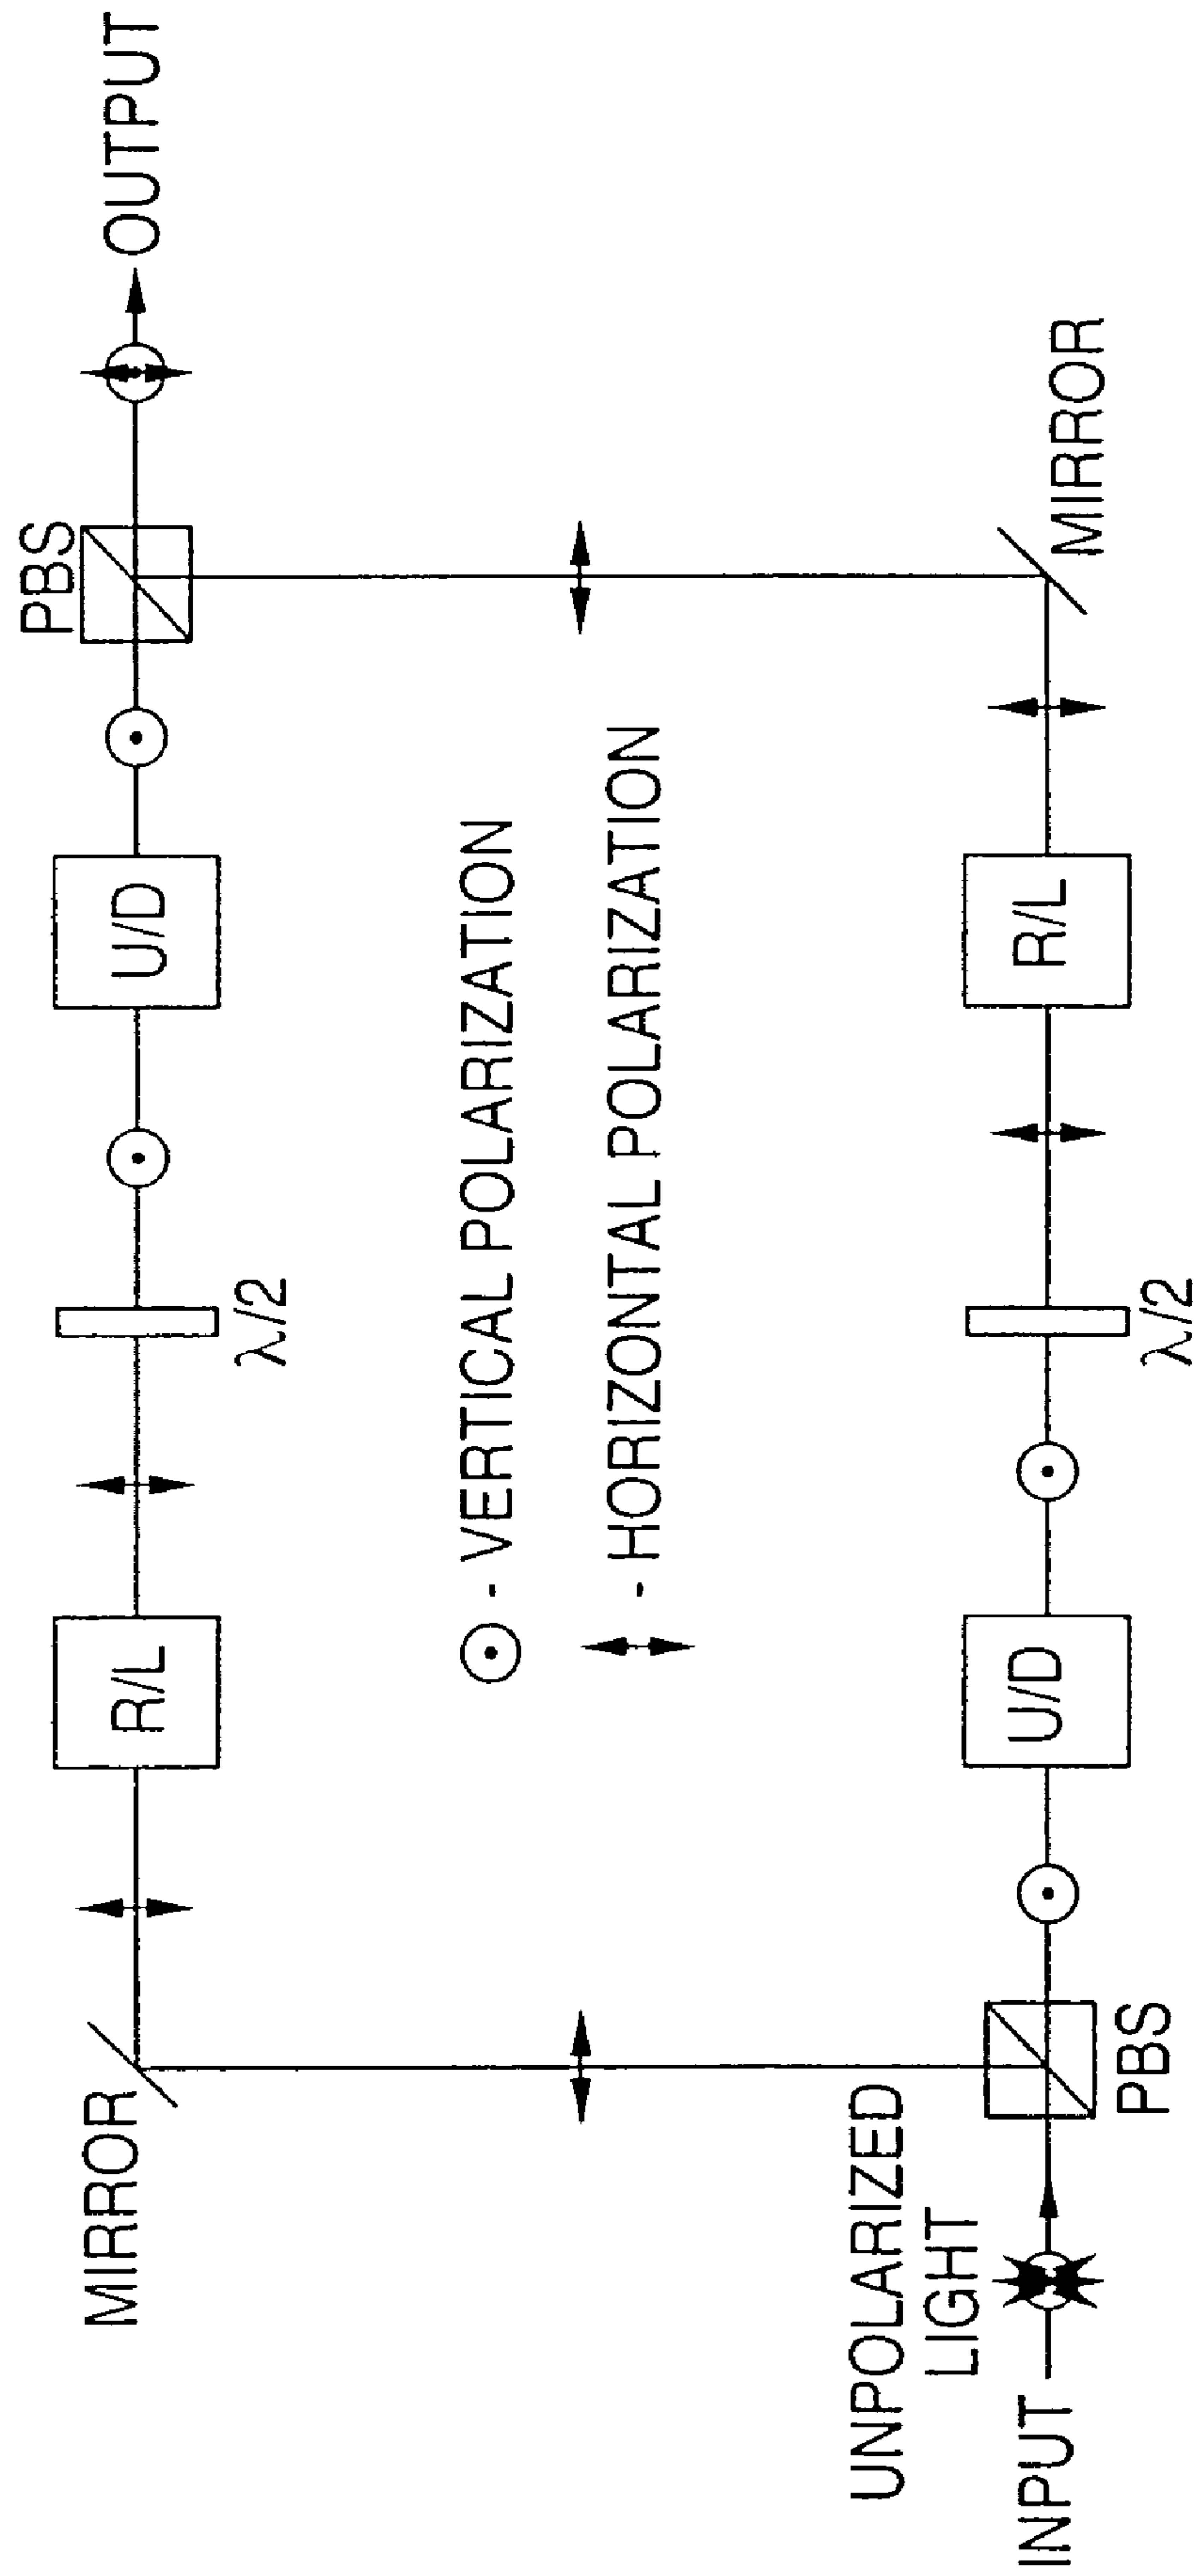 PBS
MIRROR
R/L
U/D
OUTPUT
λ/2
- VERTICAL POLARIZATION
- HORIZONTAL POLARIZATION
UNPOLARIZED
LIGHT
INPUT
U/D
R/L
MIRROR
PBS
λ/2